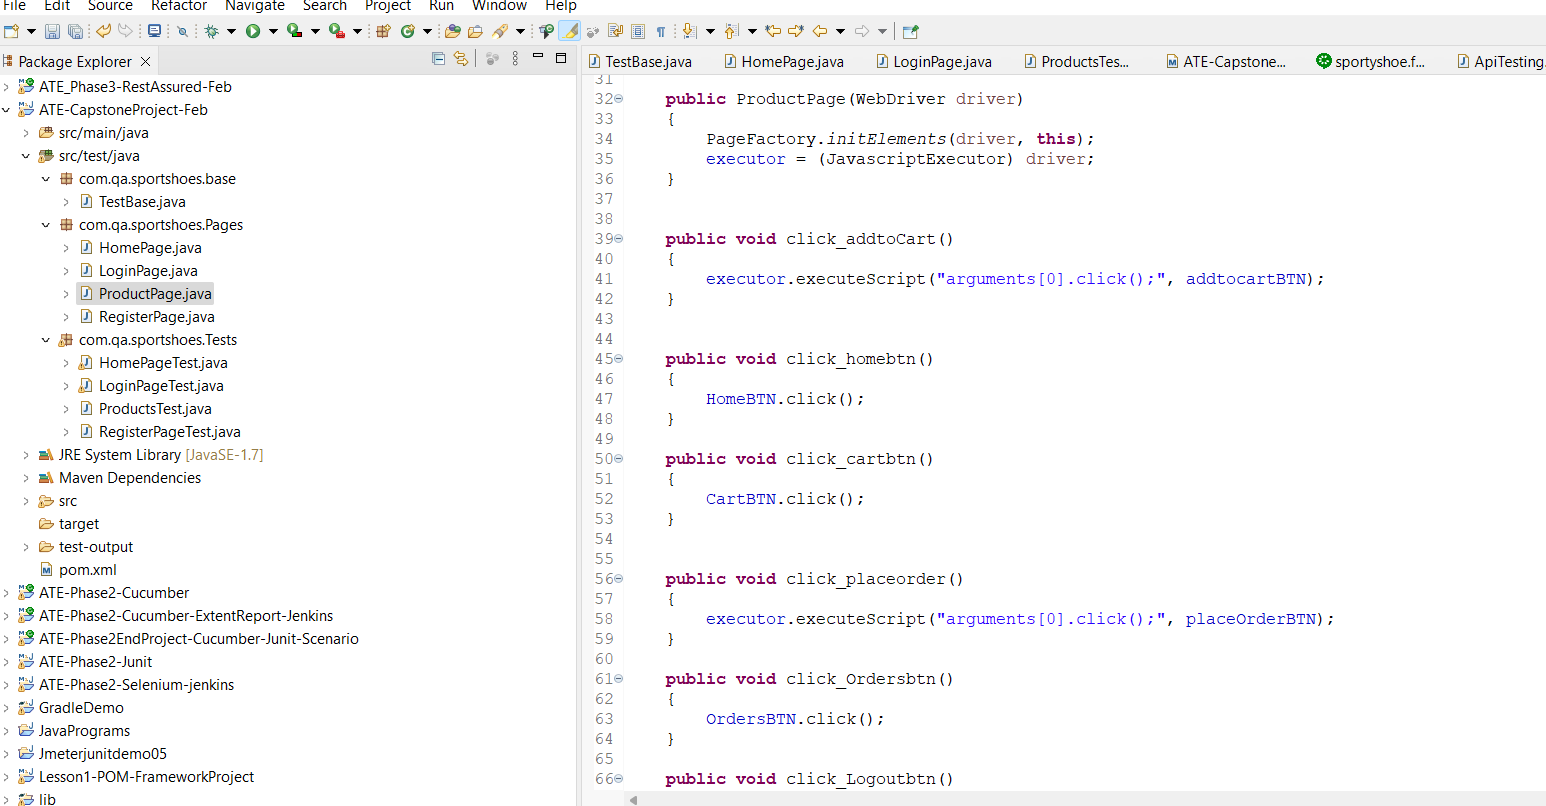 File Edit Source Refactor Navigate Search Project Run Window Help
Package Explorer
ATE_Phase3-RestAssured-Feb
ATE-CapstoneProject-Feb
src/main/java
src/test/java
com.qa.sportshoes.base
TestBase.java
com.qa.sportshoes.Pages
HomePage.java
LoginPage.java
ProductPage.java
RegisterPage.java
com.qa.sportshoes.Tests
HomePageTest.java
LoginPageTest.java
ProductsTest.java
RegisterPageTest.java
JRE System Library [JavaSE-1.7]
Maven Dependencies
src
target
test-output
pom.xml
ATE-Phase2-Cucumber
ATE-Phase2-Cucumber-ExtentReport-Jenkins
ATE-Phase2EndProject-Cucumber-Junit-Scenario
ATE-Phase2-Junit
ATE-Phase2-Selenium-jenkins
GradleDemo
JavaPrograms
Jmeterjunitdemo05
Lesson1-POM-FrameworkProject
lib
TestBase.java HomePage.java LoginPage.java ProductsTes... ATE-Capstone... sportyshoe.f... ApiTesting.
31
32 public ProductPage(WebDriver driver)
33 {
34 PageFactory.initElements(driver, this);
35 executor = (JavascriptExecutor) driver;
36 }
37
38
39 public void click_addtoCart()
40 {
41 executor.executeScript("arguments[0].click();", addtocartBTN);
42 }
43
44
45 public void click_homebtn()
46 {
47 HomeBTN.click();
48 }
49
50 public void click_cartbtn()
51 {
52 CartBTN.click();
53 }
54
55
56 public void click_placeorder()
57 {
58 executor.executeScript("arguments[0].click();", placeOrderBTN);
59 }
60
61 public void click_Ordersbtn()
62 {
63 OrdersBTN.click();
64 }
65
66 public void click_Logoutbtn()